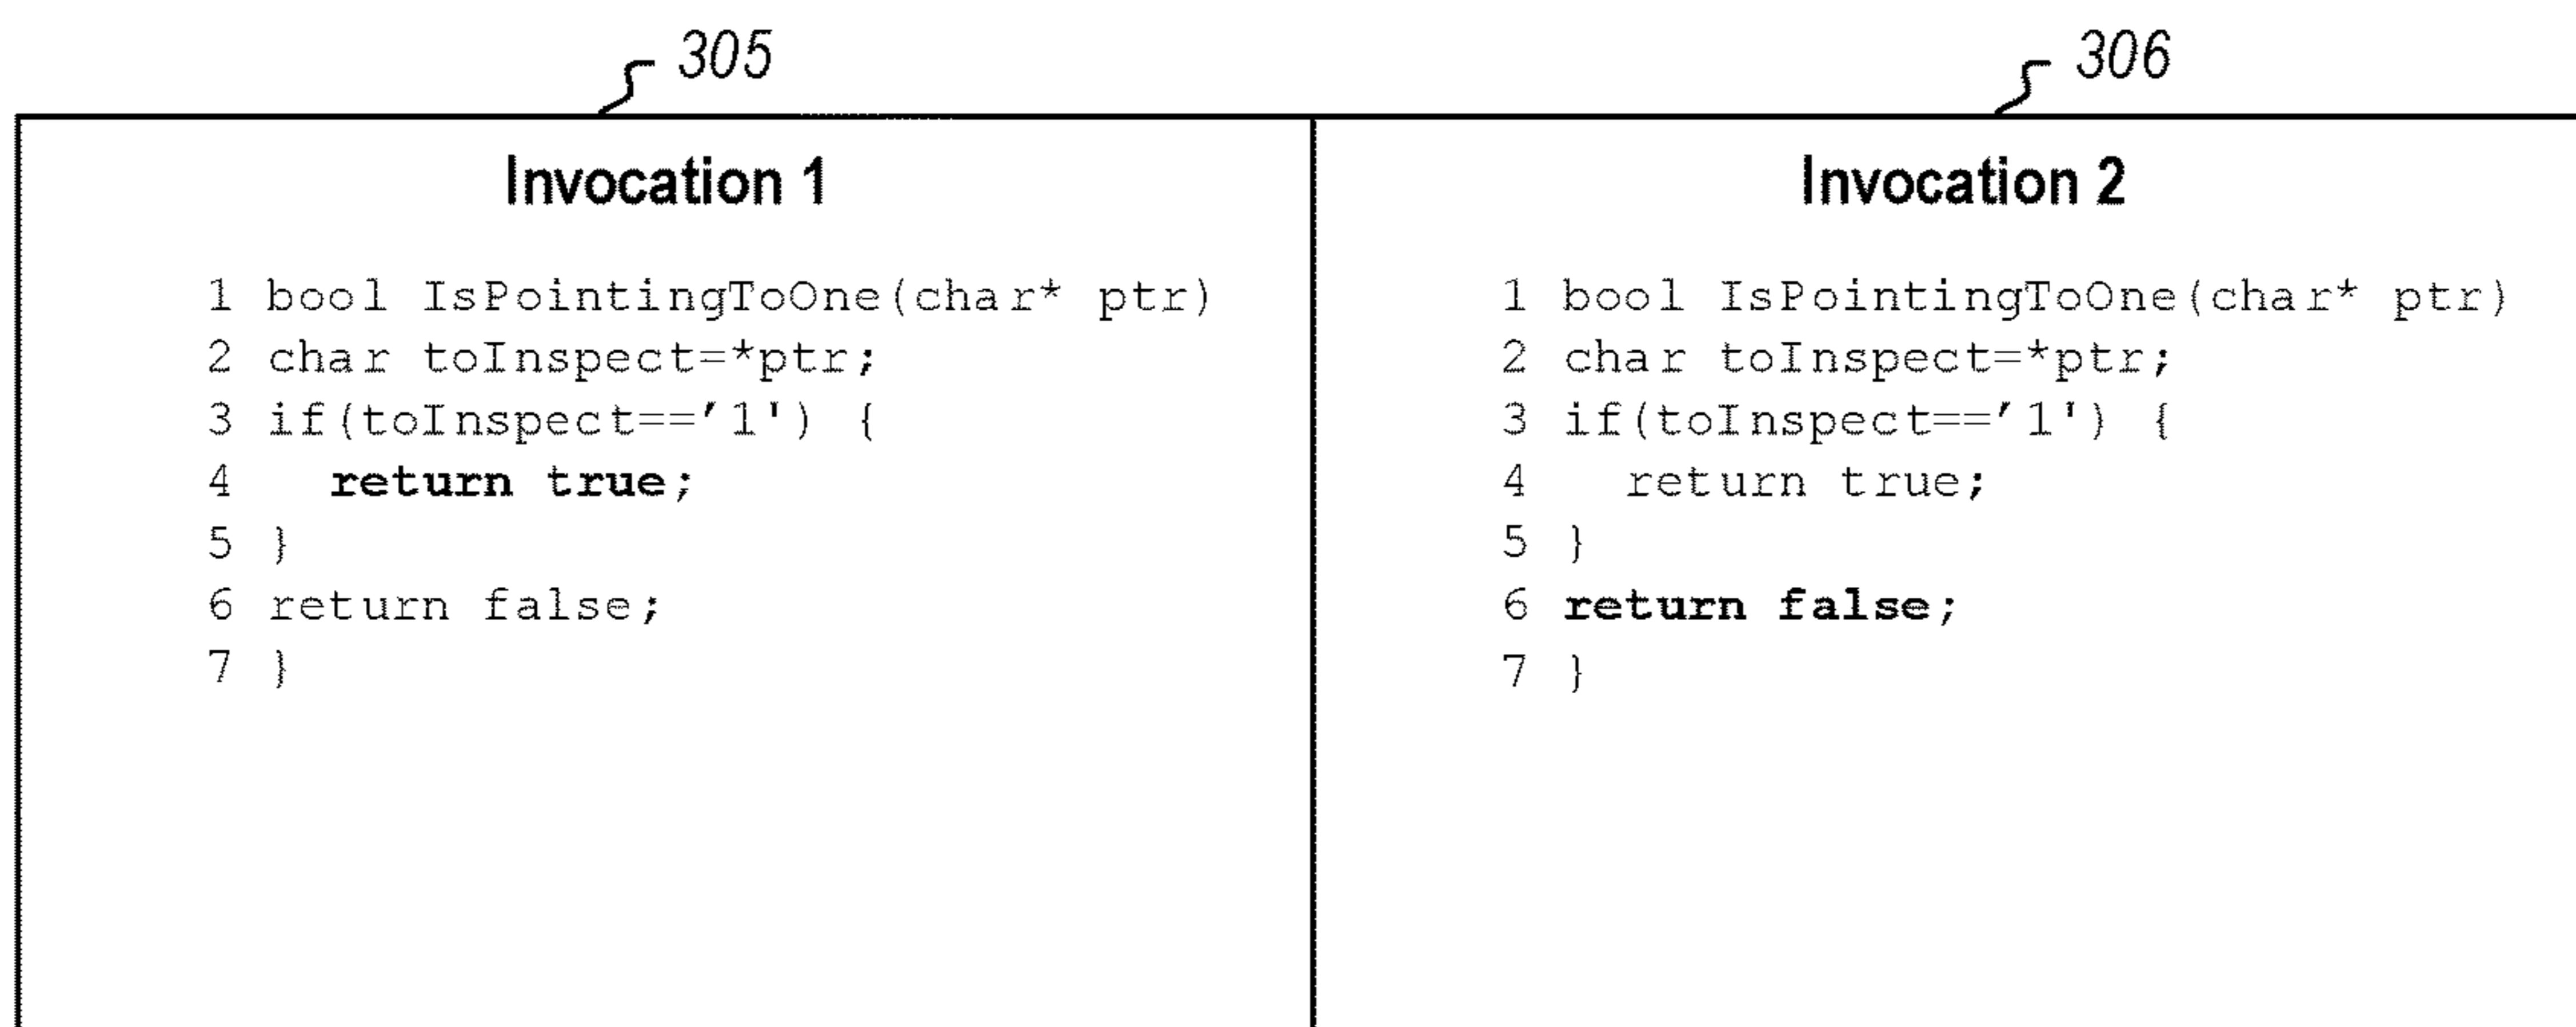 305
306
Invocation 1
1 bool IsPointingToOne(char* ptr)
2 char toInspect=*ptr;
3 if(toInspect=='1') {
4   return true;
5 }
6 return false;
7 }
Invocation 2
1 bool IsPointingToOne(char* ptr)
2 char toInspect=*ptr;
3 if(toInspect=='1') {
4   return true;
5 }
6 return false;
7 }